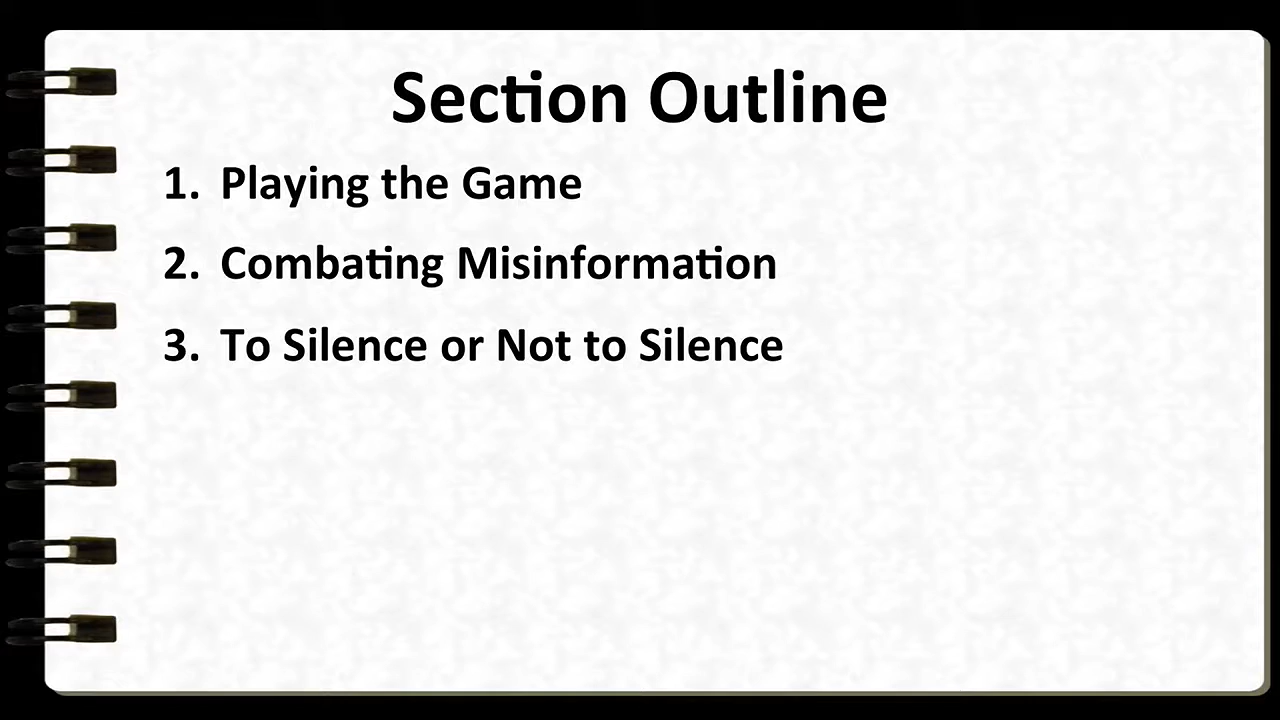 Section Outline
1. Playing the Game
2. Combating Misinformation
3. To Silence or Not to Silence